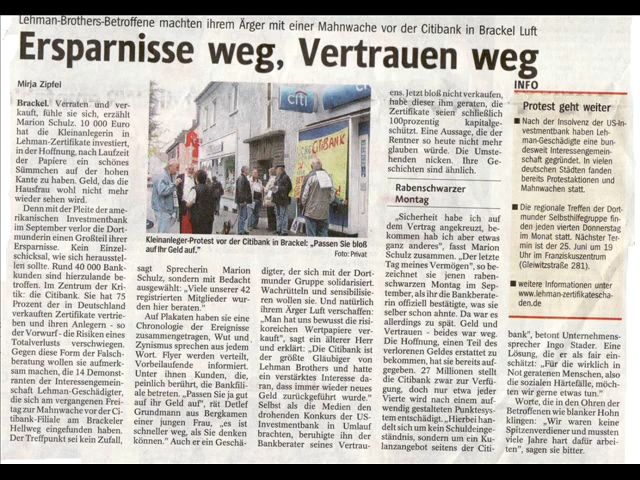 Lehman-Brothers-Betroffene machten ihrem Ärger mit einer Mahnwache vor der Citibank in Brackel Luft
Ersparnisse weg, Vertrauen weg
Mirja Zipfel
Brackel. Verraten und ver-
kauft, fühle sie sich, erzählt
Marion Schulz. 10 000 Euro
hat die Kleinanlegerin in
Lehman-Zertifikate investiert,
in der Hoffnung, nach Laufzeit
der Papiere ein schönes
Sümmchen auf der hohen
Kante zu haben. Geld, das die
Hausfrau wohl nicht mehr
wieder sehen wird.
Denn mit der Pleite der ame-
rikanischen Investmentbank
im September verlor die Dort-
munderin einen Großteil ihrer
Ersparnisse. Kein Einzel-
schicksal, wie sich herausstel-
len sollte. Rund 40 000 Bank-
kunden sind hierzulande be-
troffen. Im Zentrum der Kri-
tik: die Citibank. Sie hat 75
Prozent der in Deutschland
verkauften Zertifikate vertrie-
ben und ihren Anlegern - so
der Vorwurf - die Risiken eines
Totalverlusts verschwiegen.
Gegen diese Form der Falsch-
beratung wollen sie aufmerk-
sam machen, die 14 Demonst-
ranten der Interessengemein-
schaft Lehman-Geschädigter,
die sich am vergangenen Frei-
tag zur Mahnwache vor der Ci-
tibank-Filiale am Brackeler
Hellweg eingefunden haben.
Der Treffpunkt sei kein Zufall,
citi
CITIBANK
Kleinanleger-Protest vor der Citibank in Brackel: „Passen Sie bloß
auf Ihr Geld auf.“
Foto: Privat
sagt Sprecherin Marion
Schulz, sondern mit Bedacht
ausgewählt: „Viele unserer 42
registrierten Mitglieder wur-
den hier beraten.“
Auf Plakaten haben sie eine
Chronologie der Ereignisse
zusammengetragen, Wut und
Zynismus sprechen aus jedem
Wort. Flyer werden verteilt,
Vorbeilaufende informiert.
Unter ihnen Kunden, die,
peinlich berührt, die Bankfili-
ale betreten. „Passen Sie ja gut
auf ihr Geld auf“, rät Detlef
Grundmann aus Bergkamen
einer jungen Frau, „es ist
schneller weg, als Sie denken
können.“ Auch er ein Geschä-
digter, der sich mit der Dort-
munder Gruppe solidarisiert.
Wachrütteln und sensibilisie-
ren wollen sie. Und natürlich
ihrem Ärger Luft verschaffen:
„Man hat uns bewusst die risi-
koreichen Wertpapiere ver-
kauft“, sagt ein älterer Herr
und erklärt: „Die Citibank ist
der größte Gläubiger von
Lehman Brothers und hatte
ein verstärktes Interesse da-
ran, dass immer wieder neues
Geld zurückgeführt wurde.“
Selbst als die Medien den
drohenden Konkurs der US-
Investmentbank in Umlauf
brachten, beruhigte ihn der
Bankberater seines Vertrau-
ens. Jetzt bloß nicht verkaufen,
habe dieser ihm geraten, die
Zertifikate seien schließlich
100prozentig kapitalge-
schützt. Eine Aussage, die der
Rentner so heute nicht mehr
glauben würde. Die Umste-
henden nicken. Ihre Ge-
schichten sind ähnlich.
Rabenschwarzer
Montag
„Sicherheit habe ich auf
dem Vertrag angekreuzt, be-
kommen hab ich aber etwas
ganz anderes“, fasst Marion
Schulz zusammen. „Der letzte
Tag meines Vermögens“, so be-
zeichnet sie jenen raben-
schwarzen Montag im
September, als ihr die Bankberate-
rin offiziell bestätigte, was sie
selber schon ahnte. Da war es
allerdings zu spät. Geld und
Vertrauen - beides war weg.
Die Hoffnung, einen Teil des
verlorenen Geldes erstattet zu
bekommen, hat sie bereits auf-
gegeben. 27 Millionen stellt
die Citibank zwar zur Verfü-
gung, doch nur etwa jeder
Vierte wird nach einem auf-
wendig gestalteten Punktesys-
tem entschädigt. „Hierbei han-
delt es sich um kein Schuldeinge-
ständnis, sondern um ein Ku-
lanzangebot seitens der Citi-
bank“, betont Unternehmens-
sprecher Ingo Stader. Eine
Lösung, die er als fair ein-
schätzt: „Für die wirklich in
Not geratenen Menschen, also
die sozialen Härtefälle, möch-
ten wir gerne etwas tun.“
Worte, die in den Ohren der
Betroffenen wie blanker Hohn
klingen: „Wir waren keine
Spitzenverdiener und mussten
viele Jahre hart dafür arbei-
ten“, sagen sie bitter.
INFO
Protest geht weiter
■ Nach der Insolvenz der US-In-
vestmentbank haben Leh-
man-Geschädigte eine bun-
desweit Interessengemein-
schaft gegründet. In vielen
deutschen Städten fanden
bereits Protestaktionen und
Mahnwachen statt.
■ Die regionale Treffen der Dort-
munder Selbsthilfegruppe fin-
den jeden vierten Donnerstag
im Monat statt. Nächster Ter-
min ist der 25. Juni um 19
Uhr im Franziskuszentrum
(Gleiwitzstraße 281).
■ weitere Informationen unter
www.lehman-zertifikatescha-
den.de